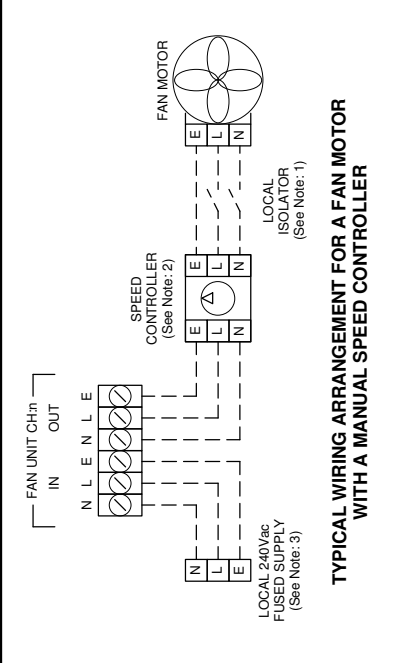 FAN UNIT CH:n
IN OUT
N L E N L E
FAN MOTOR
E
L
N
SPEED
CONTROLLER
(See Note: 2)
E
L
N
E
L
N
LOCAL
ISOLATOR
(See Note: 1)
N
L
E
LOCAL 240Vac
FUSED SUPPLY
(See Note: 3)
TYPICAL WIRING ARRANGEMENT FOR A FAN MOTOR
WITH A MANUAL SPEED CONTROLLER